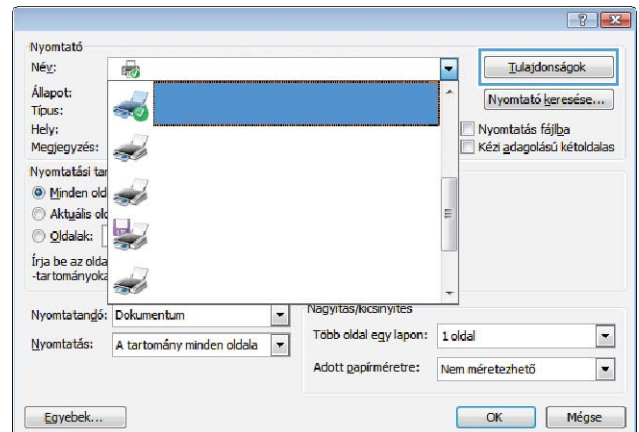 Nyomtató
Név:
Tulajdonságok
Állapot:
Nyomtató keresése...
Típus:
Hely:
Nyomtatás fájlba
Megjegyzés:
Kézi adagolású kétoldalas
Nyomtatási tar
Minden old
Aktuális old
Oldalak:
Írja be az olda
-tartományoka
Nyomtatandó: Dokumentum
Nagyítás/kicsinyítés
Nyomtatás: A tartomány minden oldala
Több oldal egy lapon: 1 oldal
Adott papírméretre: Nem méretezhető
Egyebek...
OK
Mégse